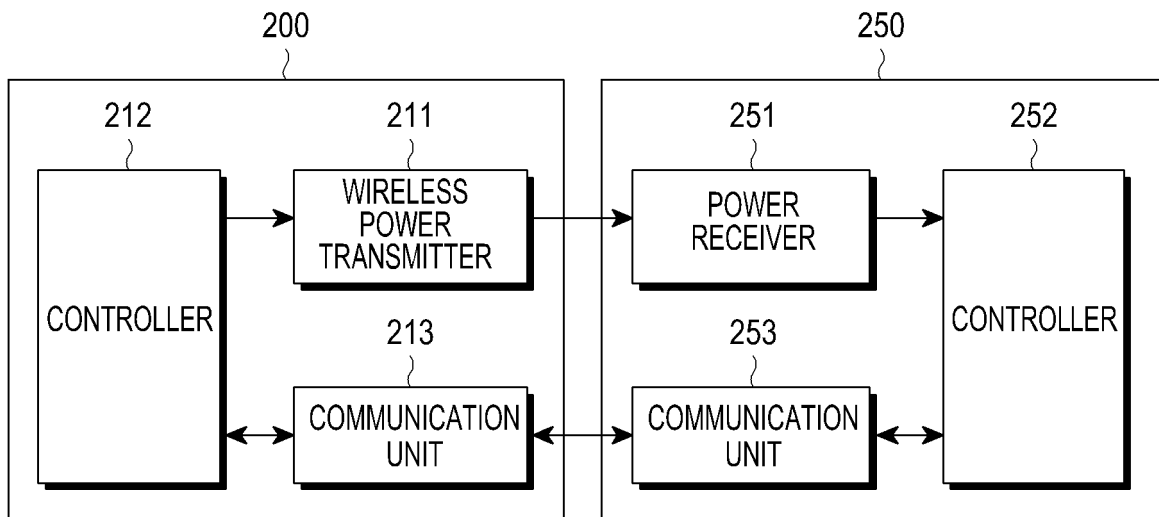 200
250
212
211
251
252
WIRELESS
POWER
TRANSMITTER
POWER
RECEIVER
CONTROLLER
CONTROLLER
213
253
COMMUNICATION
UNIT
COMMUNICATION
UNIT